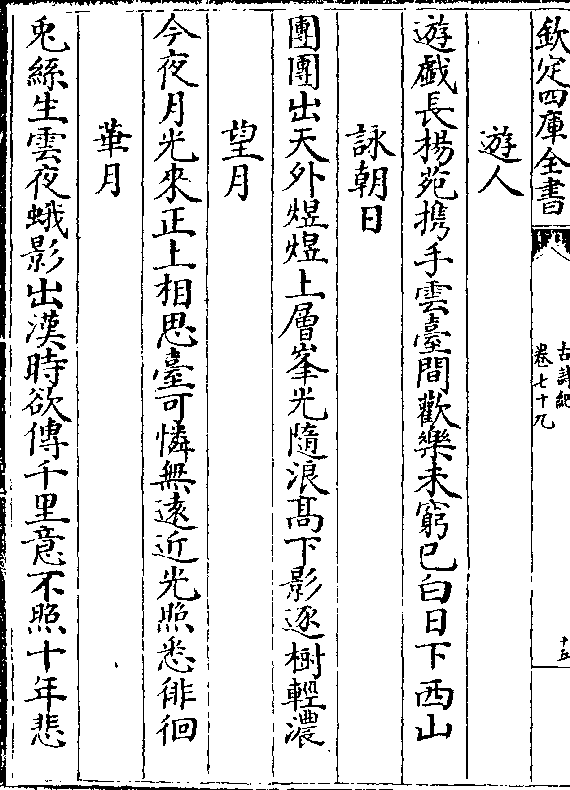 欽定四庫全書
古詩紀
卷七十九
十五
遊人
遊戱長楊苑携手雲臺間歡樂未窮已白日下西山
詠朝日
團團出天外煜煜上層峯光隨浪髙下影逐樹輕濃
望月
今夜月光來正上相思臺可憐無遠近光照悉徘徊
華月
兎絲生雲夜蛾影出漢時欲傳千里意不照十年悲